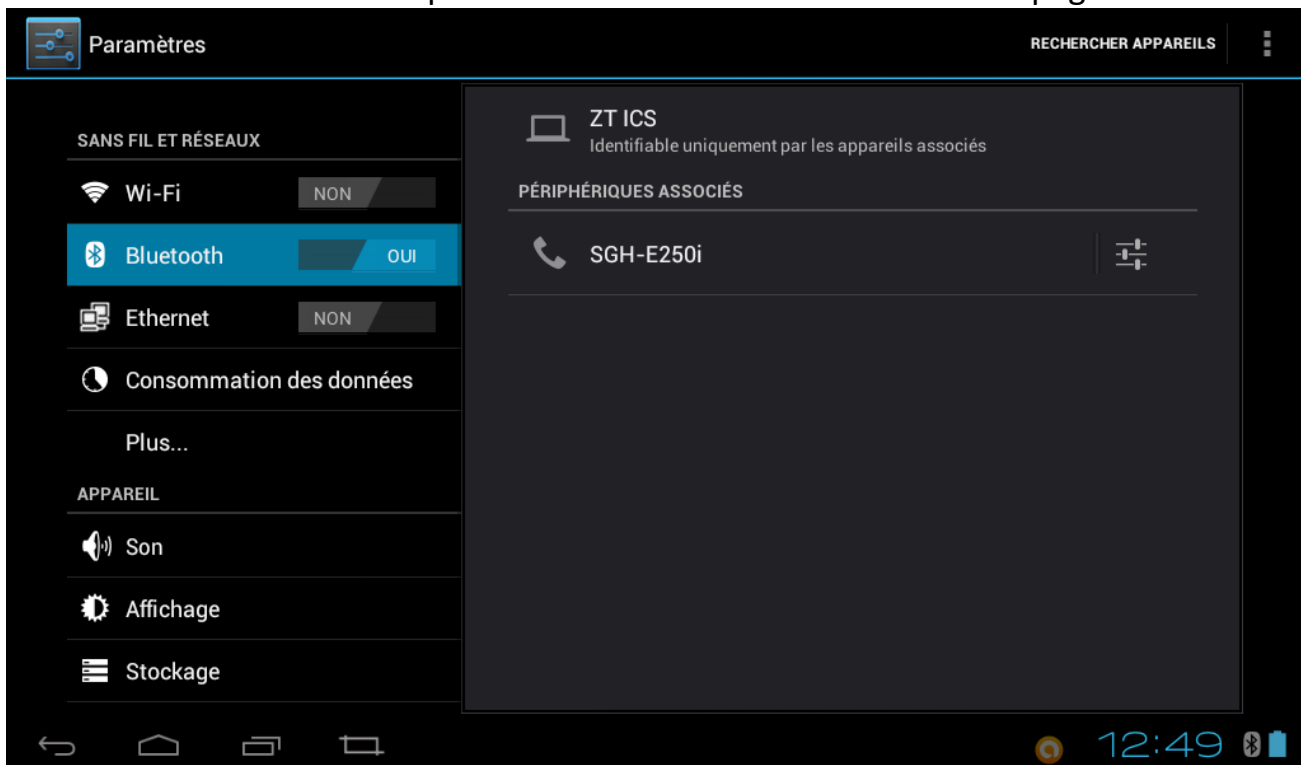 Paramètres
RECHERCHER APPAREILS
SANS FIL ET RÉSEAUX
Wi-Fi
NON
Bluetooth
OUI
Ethernet
NON
Consommation des données
Plus...
APPAREIL
Son
Affichage
Stockage
ZT ICS
Identifiable uniquement par les appareils associés
PÉRIPHÉRIQUES ASSOCIÉS
SGH-E250i
12:49